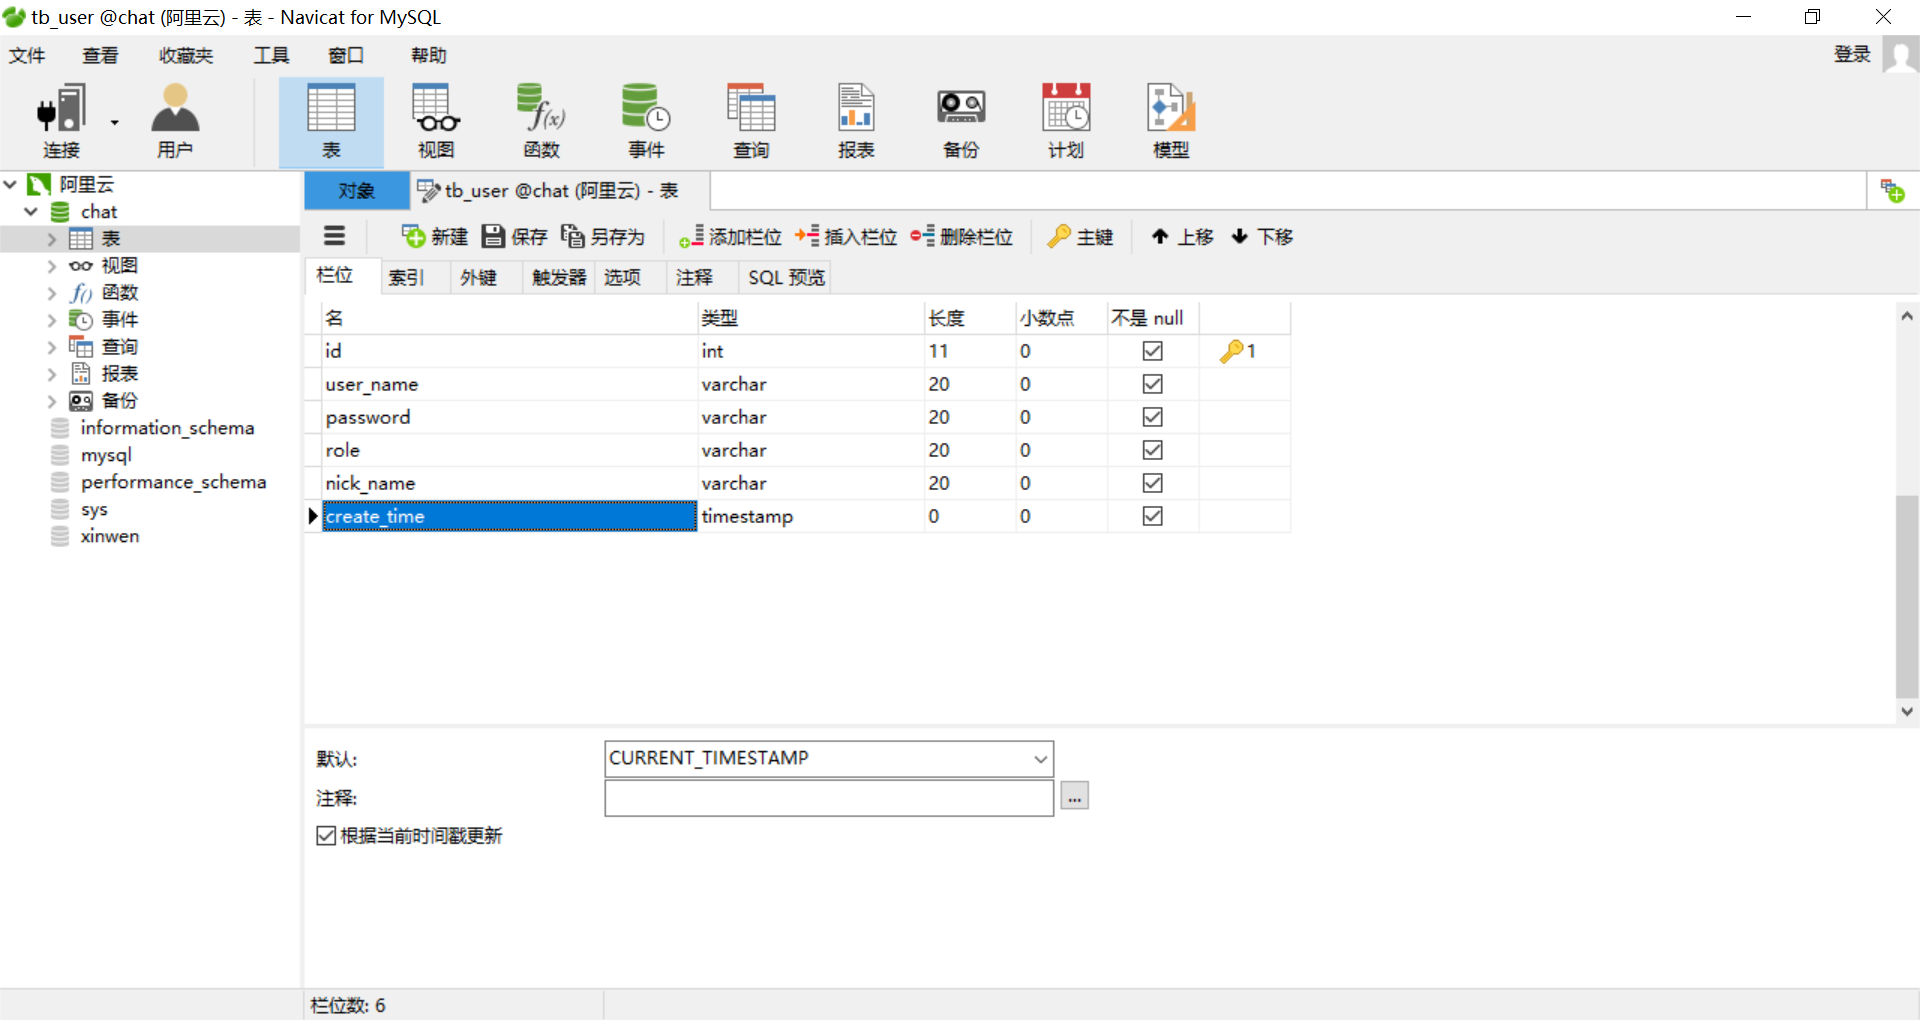 tb_user @chat (阿里云) - 表 - Navicat for MySQL
文件 查看 收藏夹 工具 窗口 帮助 登录
连接 用户 表 视图 函数 事件 查询 报表 备份 计划 模型
阿里云
chat
表
视图
函数
事件
查询
报表
备份
information_schema
mysql
performance_schema
sys
xinwen
对象 tb_user @chat (阿里云) - 表
新建 保存 另存为 添加栏位 插入栏位 删除栏位 主键 上移 下移
栏位 索引 外键 触发器 选项 注释 SQL 预览
名 类型 长度 小数点 不是 null
id int 11 0 1
user_name varchar 20 0
password varchar 20 0
role varchar 20 0
nick_name varchar 20 0
create_time timestamp 0 0
默认: CURRENT_TIMESTAMP
注释: ...
根据当前时间戳更新
栏位数: 6